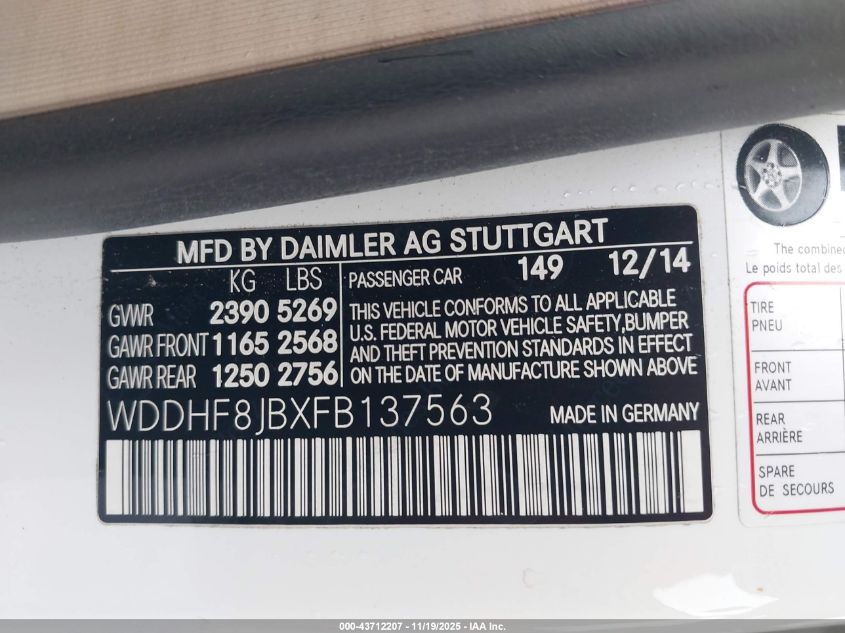 MFD BY DAIMLER AG STUTTGART
KG LBS PASSENGER CAR 149 12/14
GVWR 2390 5269
GAWR FRONT 1165 2568
GAWR REAR 1250 2756
THIS VEHICLE CONFORMS TO ALL APPLICABLE
U.S. FEDERAL MOTOR VEHICLE SAFETY,BUMPER
AND THEFT PREVENTION STANDARDS IN EFFECT
ON THE DATE OF MANUFACTURE SHOWN ABOVE
WDDHF8JBXFB137563 MADE IN GERMANY
The combined
Le poids total des
TIRE
PNEU
FRONT
AVANT
REAR
ARRIÈRE
SPARE
DE SECOURS
000-43712207 - 11/19/2025 - IAA Inc.